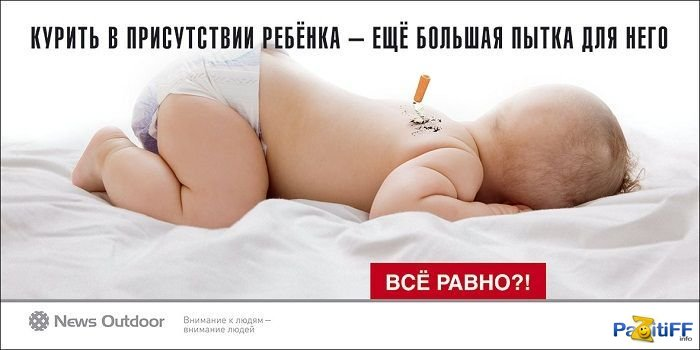 КУРИТЬ В ПРИСУТСТВИИ РЕБЁНКА – ЕЩЁ БОЛЬШАЯ ПЫТКА ДЛЯ НЕГО
ВСЁ РАВНО?!
News Outdoor
Внимание к людям –
внимание людей
PaZitiFF
info